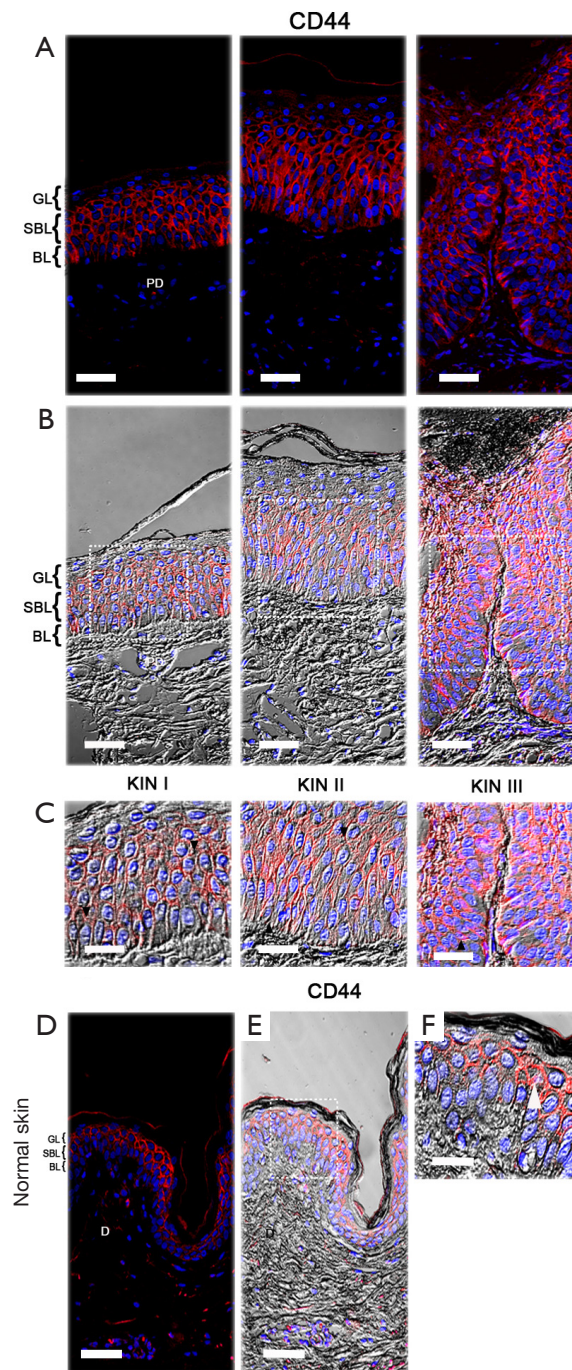 CD44
A
GL
SBL
BL
PD
B
GL
SBL
BL
KIN I
KIN II
KIN III
C
CD44
D
E
F
Normal skin
GL
SBL
BL
D
D